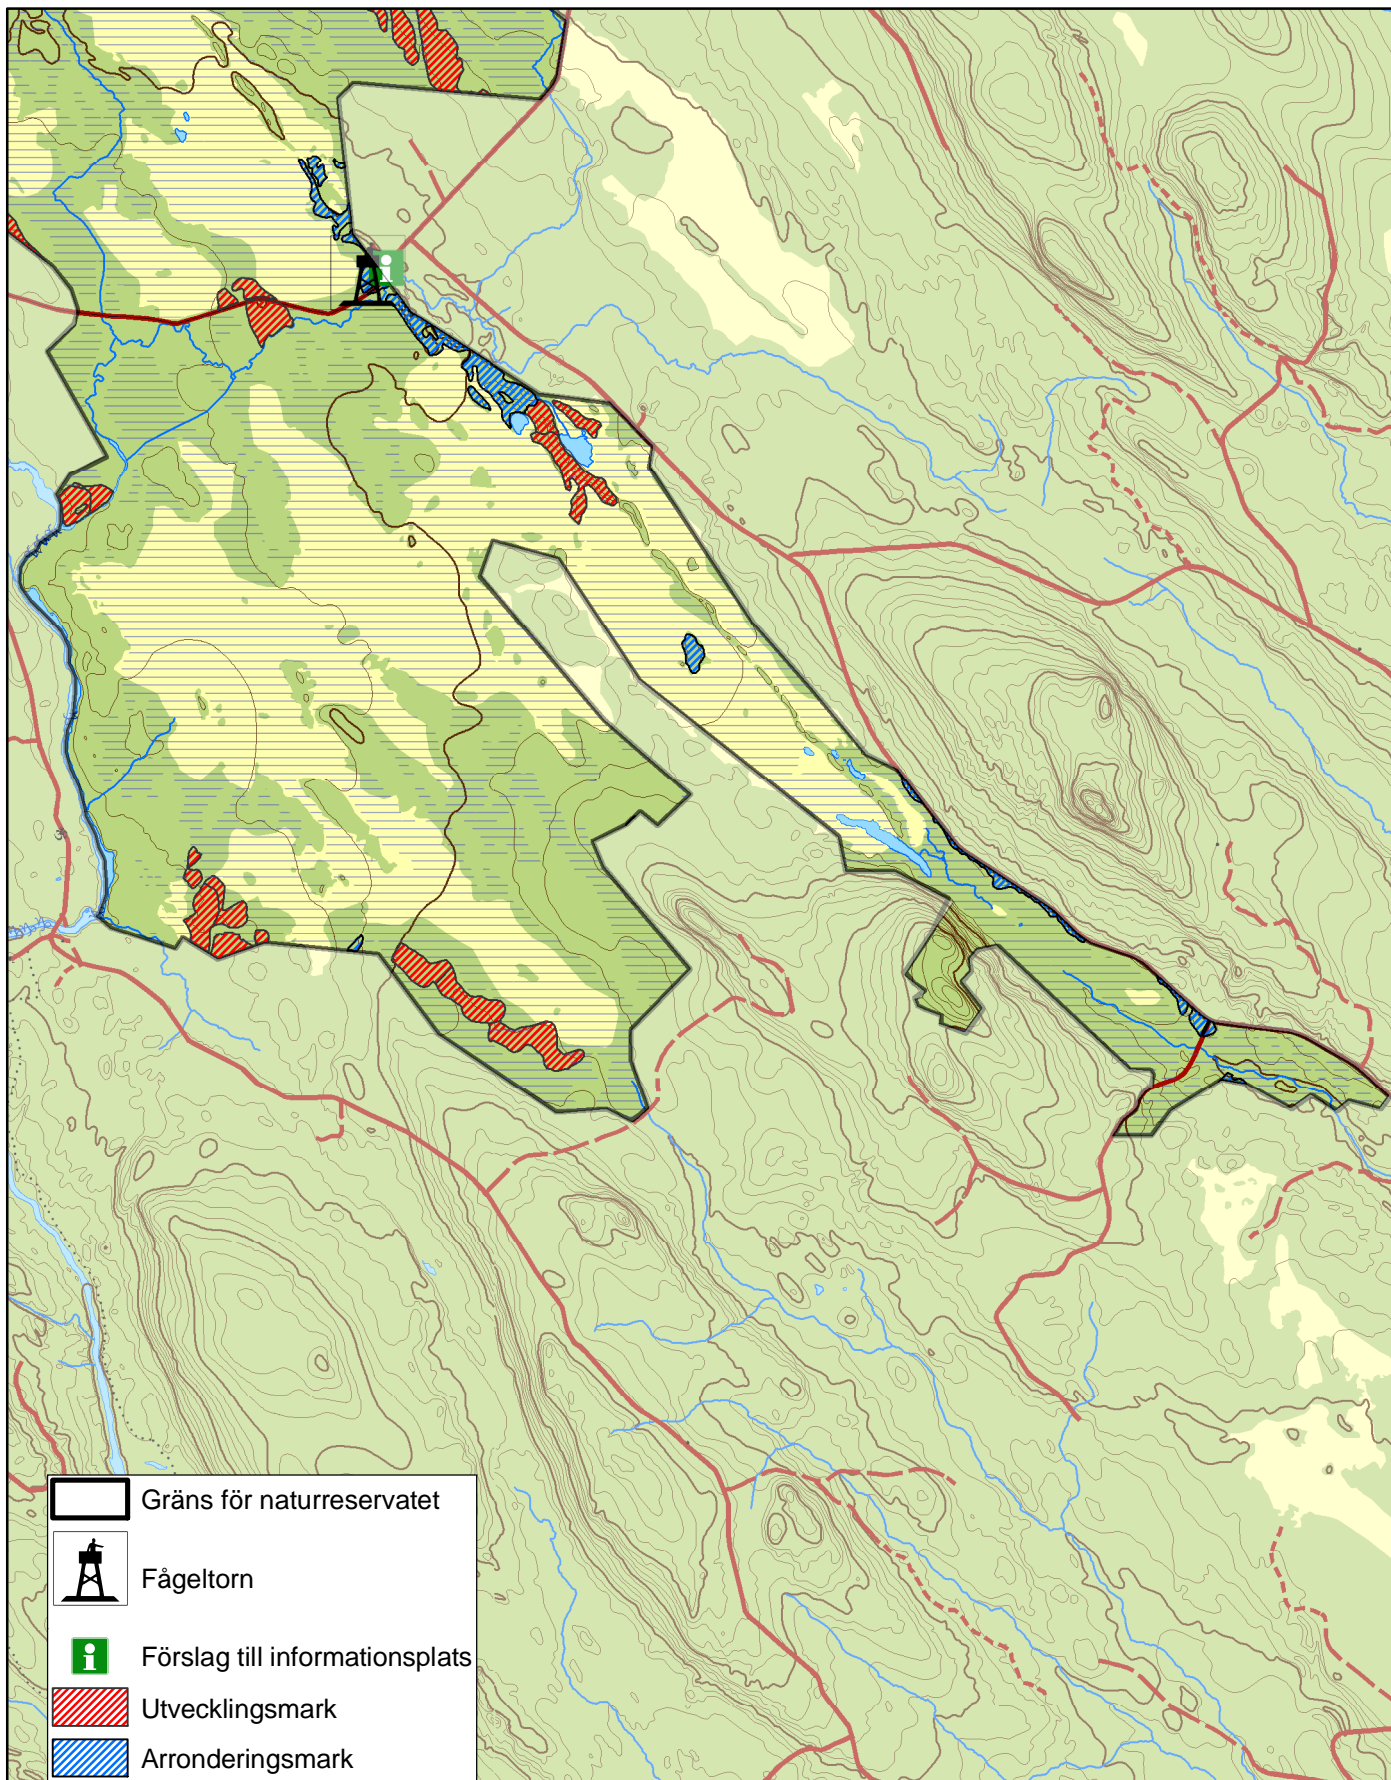 Gräns för naturreservatet
Fågeltorn
i
Förslag till informationsplats
Utvecklingsmark
Arronderingsmark